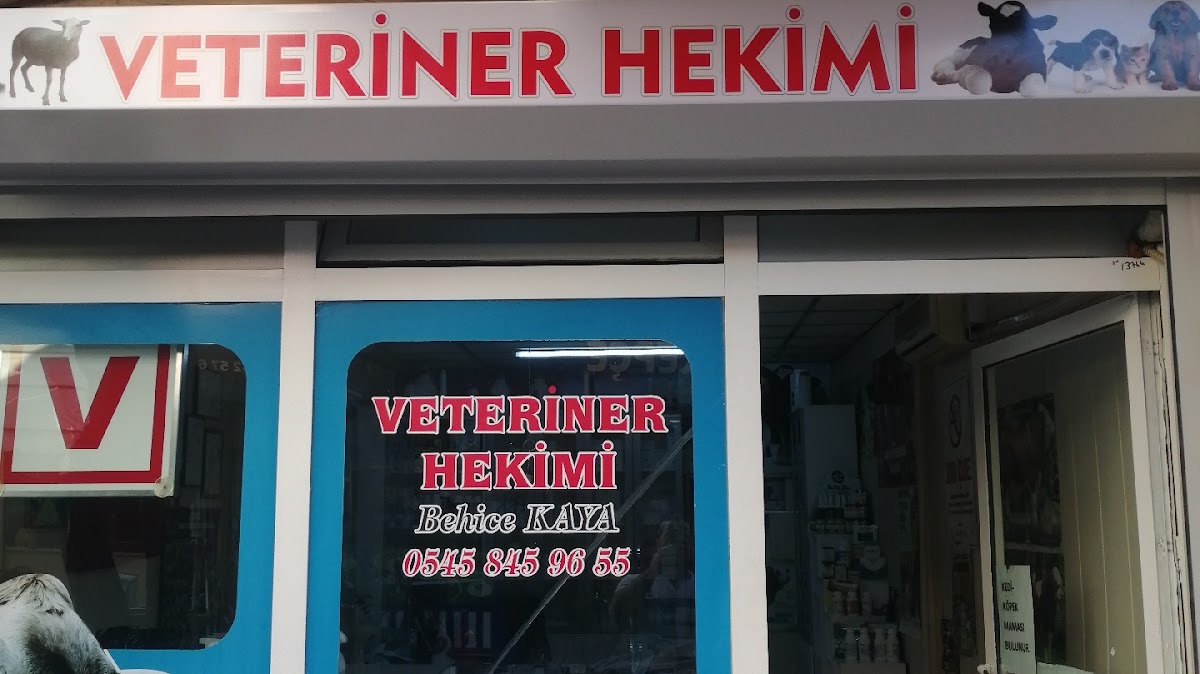 VETERİNER HEKİMİ
V
VETERİNER
HEKİMİ
Behice KAYA
0545 845 96 55
KEDİ-
KÖPEK
MAMASI
BULUNUR